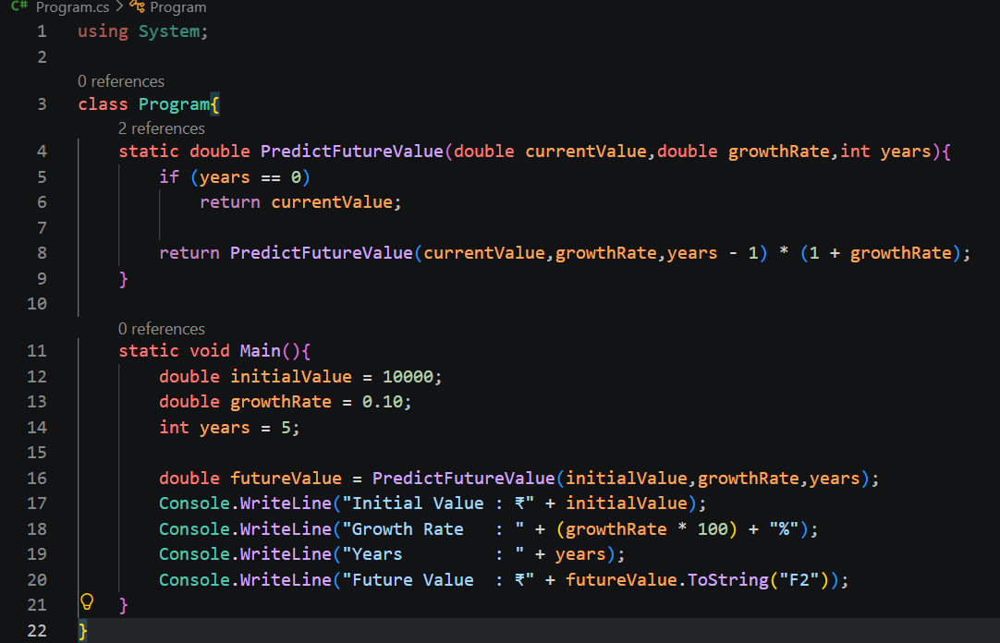 C# Program.cs > Program
1 using System;
2
0 references
3 class Program{
2 references
4 static double PredictFutureValue(double currentValue,double growthRate,int years){
5 if (years == 0)
6 return currentValue;
7
8 return PredictFutureValue(currentValue,growthRate,years - 1) * (1 + growthRate);
9 }
10
0 references
11 static void Main(){
12 double initialValue = 10000;
13 double growthRate = 0.10;
14 int years = 5;
15
16 double futureValue = PredictFutureValue(initialValue,growthRate,years);
17 Console.WriteLine("Initial Value : ₹" + initialValue);
18 Console.WriteLine("Growth Rate   : " + (growthRate * 100) + "%");
19 Console.WriteLine("Years         : " + years);
20 Console.WriteLine("Future Value  : ₹" + futureValue.ToString("F2"));
21 }
22 }